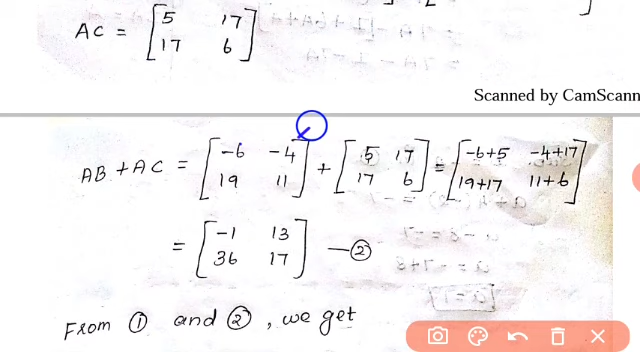 AC = [5 17
17 6]
Scanned by CamScann
AB + AC = [-6 -4
19 11] + [5 17
17 6] = [-6+5 -4+17
19+17 11+6]
= [-1 13
36 17] — ②
From ① and ②, we get